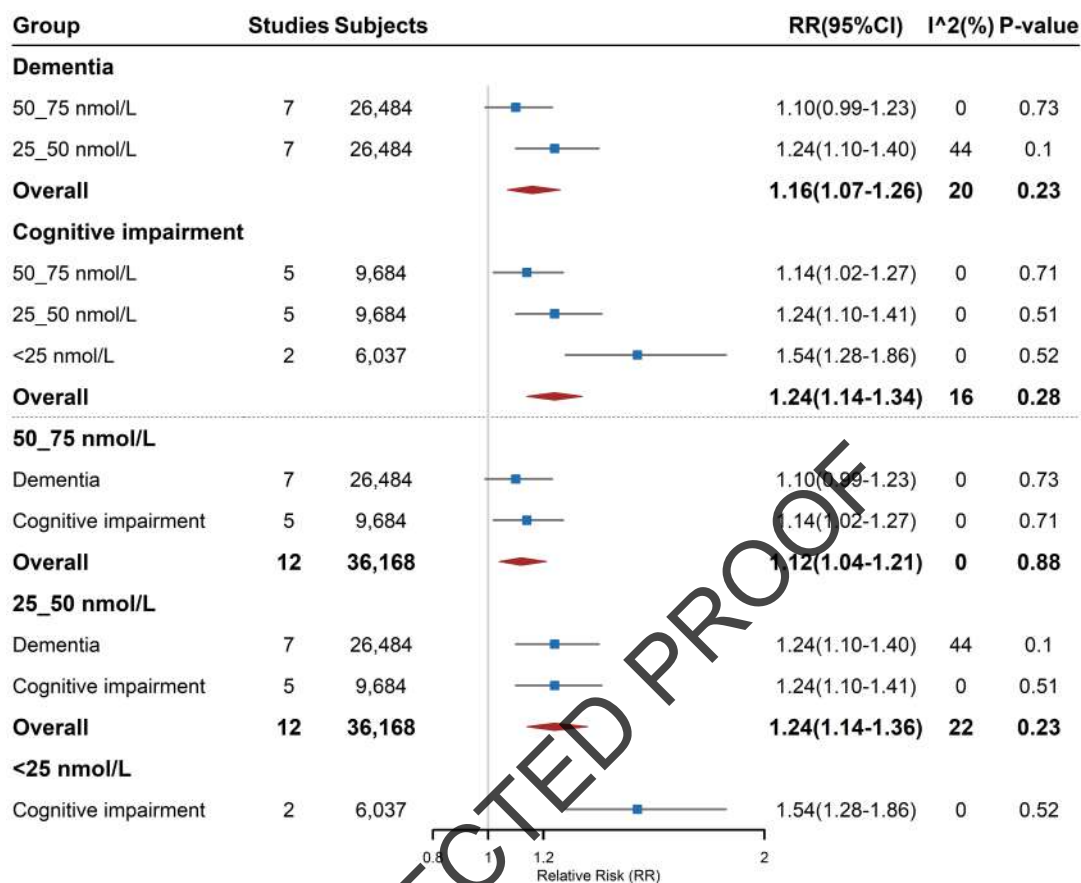 Group Studies Subjects RR(95%CI) I^2(%) P-value
Dementia
50_75 nmol/L 7 26,484 1.10(0.99-1.23) 0 0.73
25_50 nmol/L 7 26,484 1.24(1.10-1.40) 44 0.1
Overall 1.16(1.07-1.26) 20 0.23
Cognitive impairment
50_75 nmol/L 5 9,684 1.14(1.02-1.27) 0 0.71
25_50 nmol/L 5 9,684 1.24(1.10-1.41) 0 0.51
<25 nmol/L 2 6,037 1.54(1.28-1.86) 0 0.52
Overall 1.24(1.14-1.34) 16 0.28
50_75 nmol/L
Dementia 7 26,484 1.10(0.99-1.23) 0 0.73
Cognitive impairment 5 9,684 1.14(1.02-1.27) 0 0.71
Overall 12 36,168 1.12(1.04-1.21) 0 0.88
25_50 nmol/L
Dementia 7 26,484 1.24(1.10-1.40) 44 0.1
Cognitive impairment 5 9,684 1.24(1.10-1.41) 0 0.51
Overall 12 36,168 1.24(1.14-1.36) 22 0.23
<25 nmol/L
Cognitive impairment 2 6,037 1.54(1.28-1.86) 0 0.52
0.8 1 1.2 2
Relative Risk (RR)
ECTED PROOF